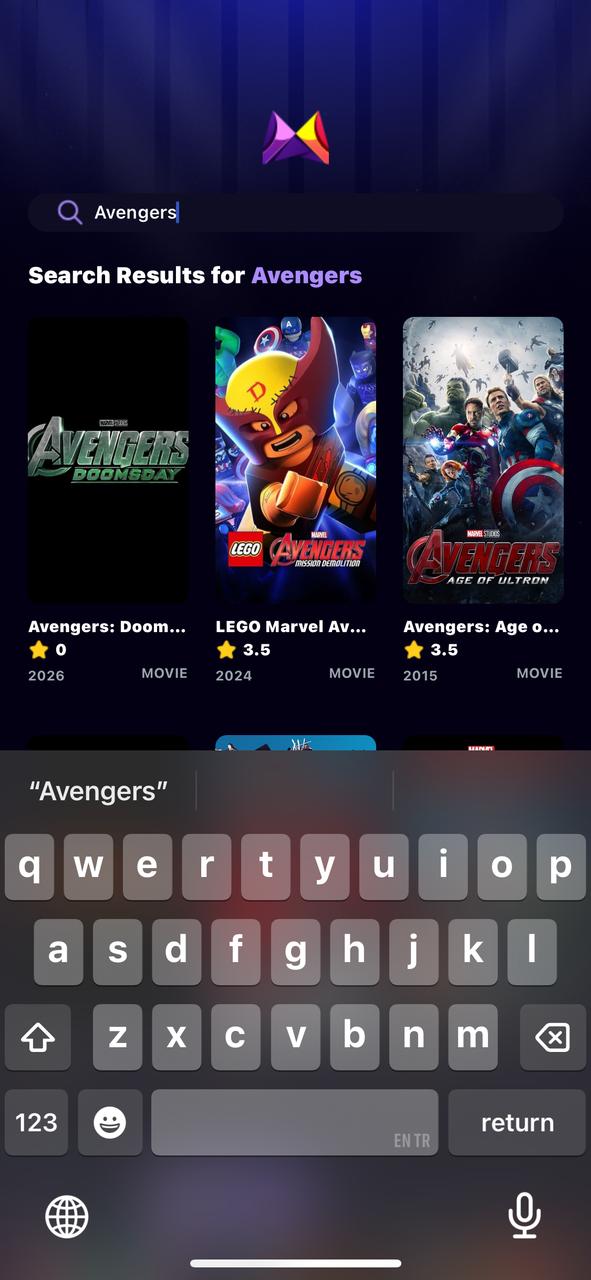 Avengers
Search Results for Avengers
MARVEL STUDIOS
AVENGERS
DOOMSDAY
A
D
LEGO
MARVEL
AVENGERS
MISSION DEMOLITION
MARVEL STUDIOS
AVENGERS
AGE OF ULTRON
Avengers: Doom...
LEGO Marvel Av...
Avengers: Age o...
0
3.5
3.5
2026
MOVIE
2024
MOVIE
2015
MOVIE
MARVEL
“Avengers”
q w e r t y u i o p
a s d f g h j k l
z x c v b n m
123
EN TR
return